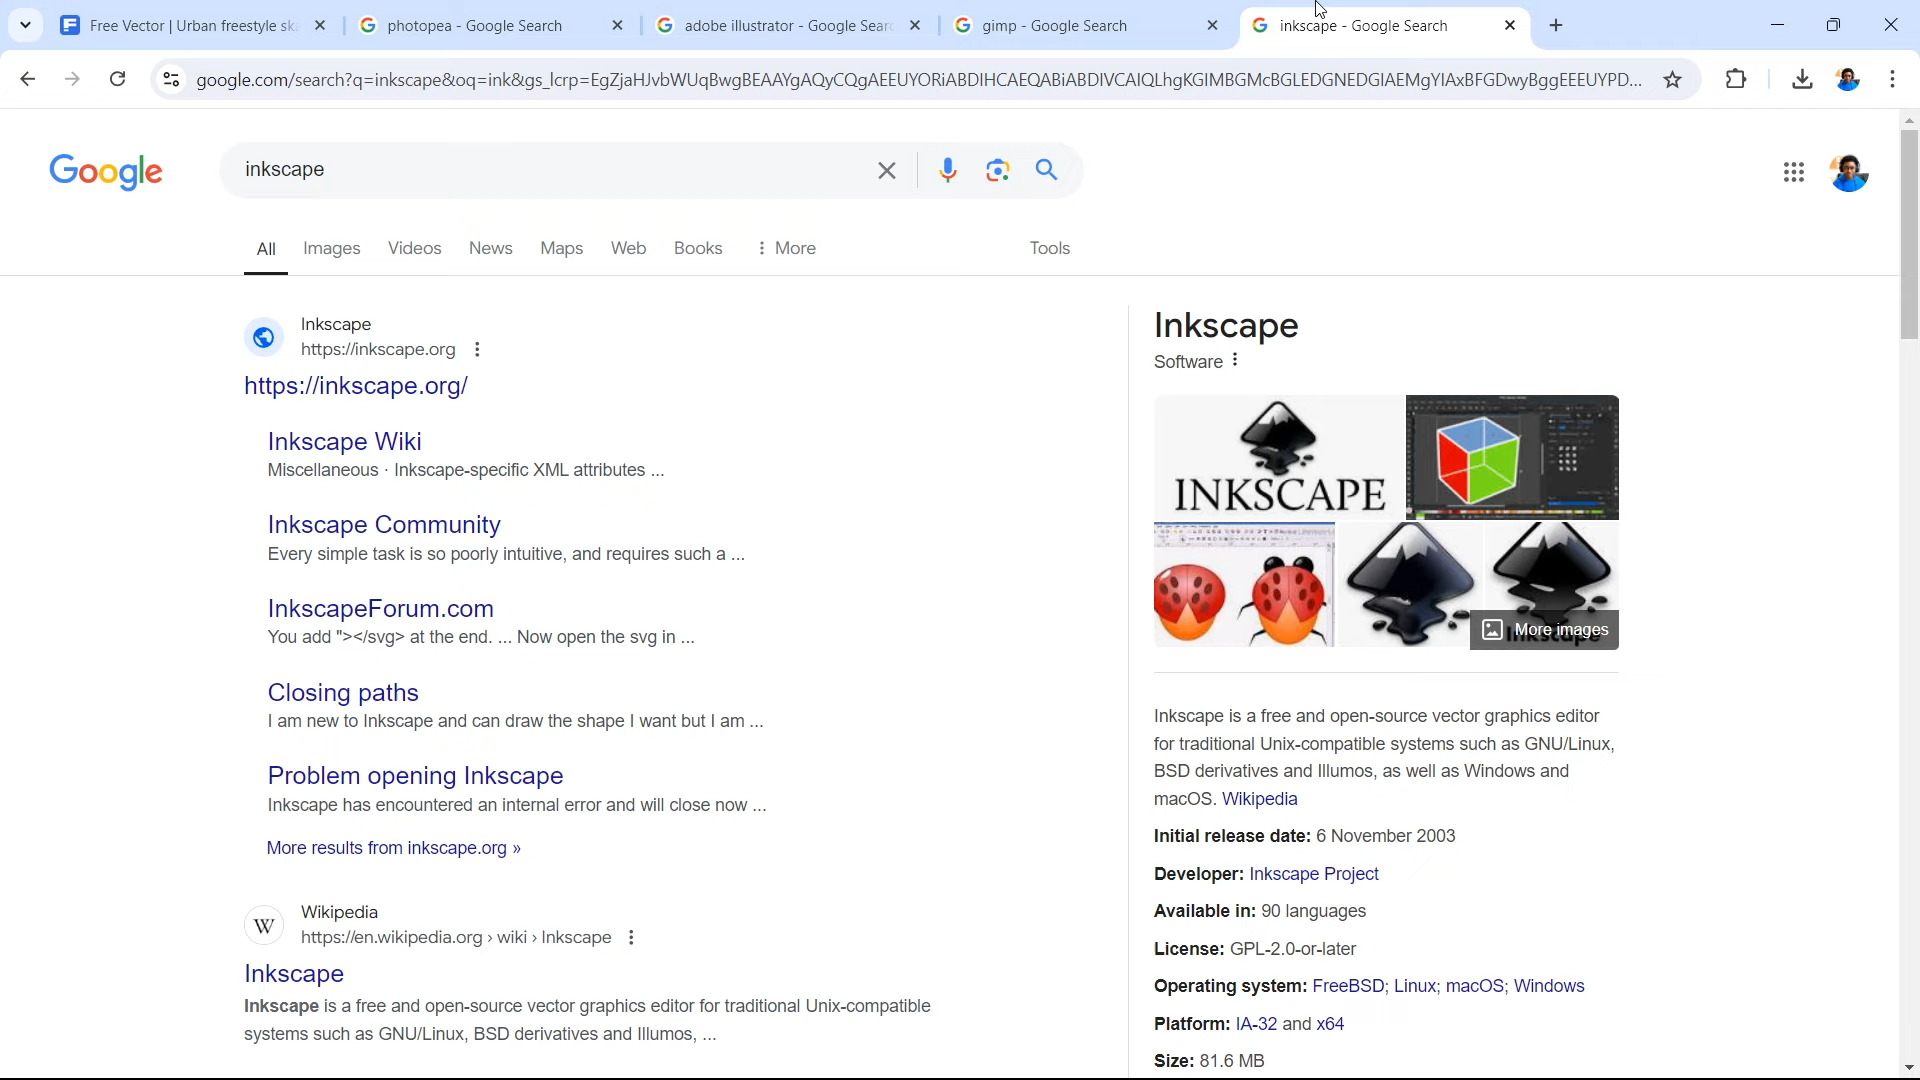 Free Vector | Urban freestyle sk
photopea - Google Search
adobe illustrator - Google Sear
gimp - Google Search
inkscape - Google Search
google.com/search?q=inkscape&oq=ink&gs_lcrp=EgZjaHJvbWUqBwgBEAAYgAQyCQgAEEUYORiABDIHCAEQABiABDIVCAIQLhgKGIMBGMcBGLEDGNEDGIAEMgYIAxBFGDwyBggEEEUYPD...
Google
inkscape
All
Images
Videos
News
Maps
Web
Books
More
Tools
Inkscape
https://inkscape.org
https://inkscape.org/
Inkscape Wiki
Miscellaneous · Inkscape-specific XML attributes ...
Inkscape Community
Every simple task is so poorly intuitive, and requires such a ...
InkscapeForum.com
You add "></svg> at the end. ... Now open the svg in ...
Closing paths
I am new to Inkscape and can draw the shape I want but I am ...
Problem opening Inkscape
Inkscape has encountered an internal error and will close now ...
More results from inkscape.org »
W
Wikipedia
https://en.wikipedia.org › wiki › Inkscape
Inkscape
Inkscape is a free and open-source vector graphics editor for traditional Unix-compatible
systems such as GNU/Linux, BSD derivatives and Illumos, ...
Inkscape
Software
INKSCAPE
More images
Inkscape is a free and open-source vector graphics editor
for traditional Unix-compatible systems such as GNU/Linux,
BSD derivatives and Illumos, as well as Windows and
macOS. Wikipedia
Initial release date: 6 November 2003
Developer: Inkscape Project
Available in: 90 languages
License: GPL-2.0-or-later
Operating system: FreeBSD; Linux; macOS; Windows
Platform: IA-32 and x64
Size: 81.6 MB